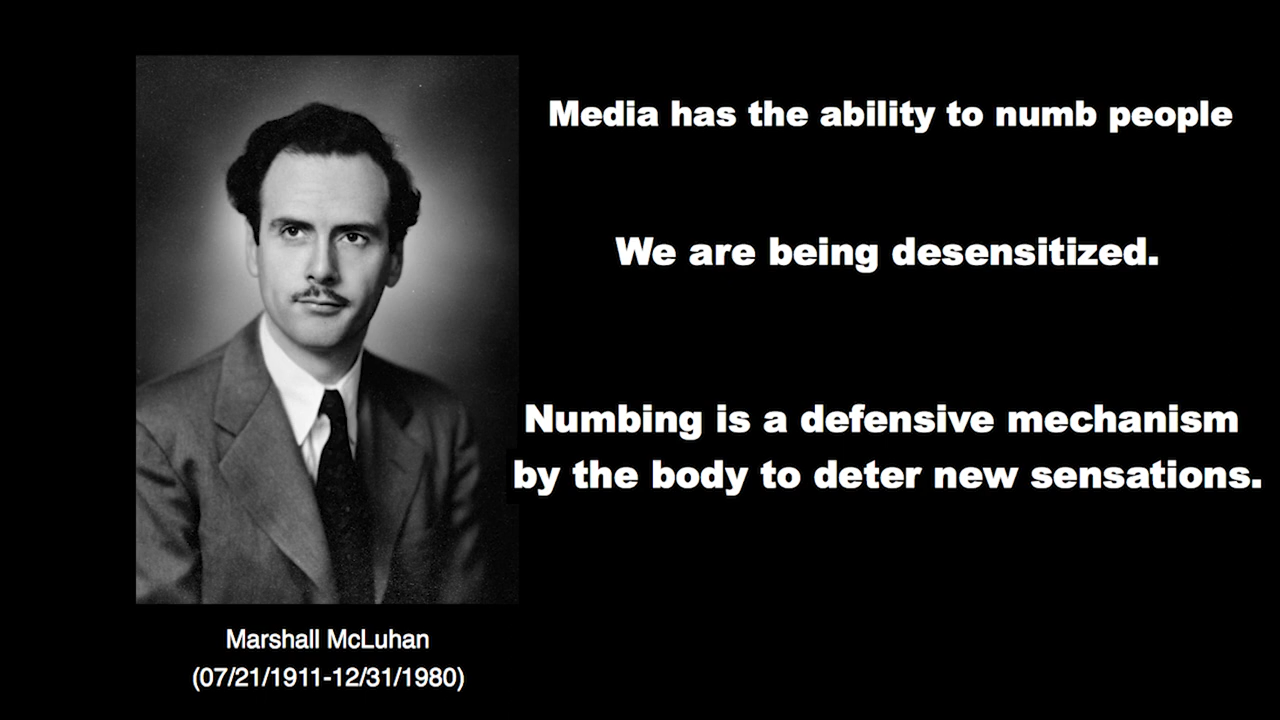 Media has the ability to numb people
We are being desensitized.
Numbing is a defensive mechanism
by the body to deter new sensations.
Marshall McLuhan
(07/21/1911-12/31/1980)